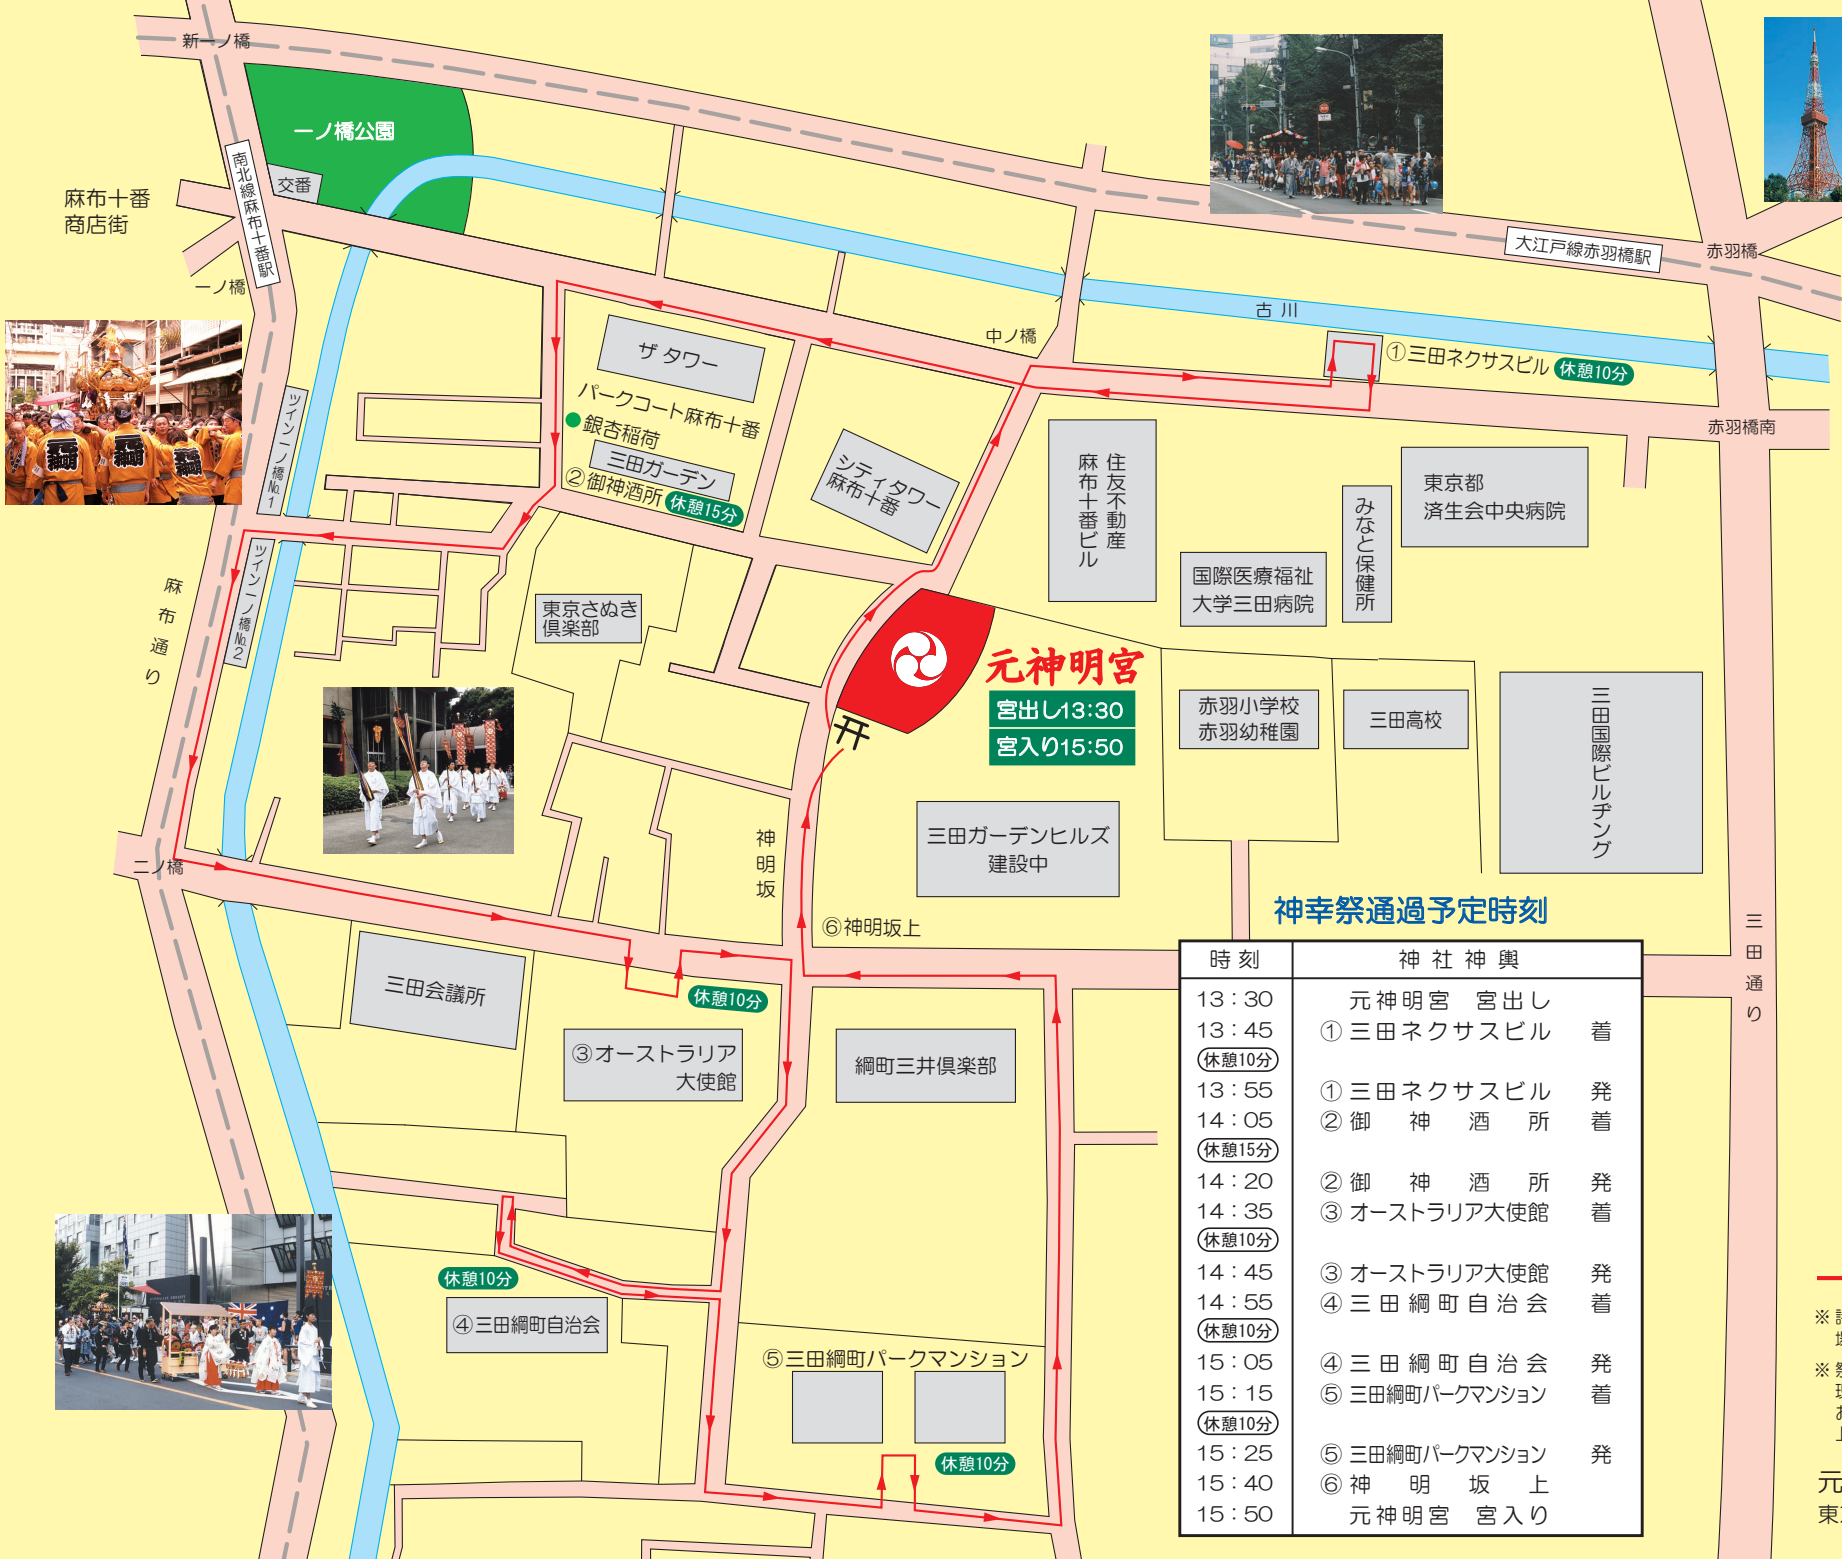 新一ノ橋
一ノ橋公園
交番
南北線麻布十番駅
麻布十番
商店街
一ノ橋
大江戸線赤羽橋駅
赤羽橋
古川
中ノ橋
①三田ネクサスビル 休憩10分
赤羽橋南
ザ タワー
パークコート麻布十番
銀杏稲荷
三田ガーデン
②御神酒所 休憩15分
シティタワー
麻布十番
住友不動産
麻布十番ビル
東京都
済生会中央病院
みなと保健所
国際医療福祉
大学三田病院
ツイン一ノ橋No.1
ツイン一ノ橋No.2
麻布通り
東京さぬき
倶楽部
元神明宮
宮出し13:30
宮入り15:50
赤羽小学校
赤羽幼稚園
三田高校
三田国際ビルヂング
三田ガーデンヒルズ
建設中
神明坂
⑥神明坂上
二ノ橋
三田通り
三田会議所
休憩10分
③オーストラリア
大使館
綱町三井倶楽部
休憩10分
④三田綱町自治会
⑤三田綱町パークマンション
休憩10分
神幸祭通過予定時刻
時刻 神社神輿
13：30 元神明宮 宮出し
13：45 ①三田ネクサスビル 着
休憩10分
13：55 ①三田ネクサスビル 発
14：05 ②御神酒所 着
休憩15分
14：20 ②御神酒所 発
14：35 ③オーストラリア大使館 着
休憩10分
14：45 ③オーストラリア大使館 発
14：55 ④三田綱町自治会 着
休憩10分
15：05 ④三田綱町自治会 発
15：15 ⑤三田綱町パークマンション 着
休憩10分
15：25 ⑤三田綱町パークマンション 発
15：40 ⑥神明坂上
15：50 元神明宮 宮入り
※
※
元
東